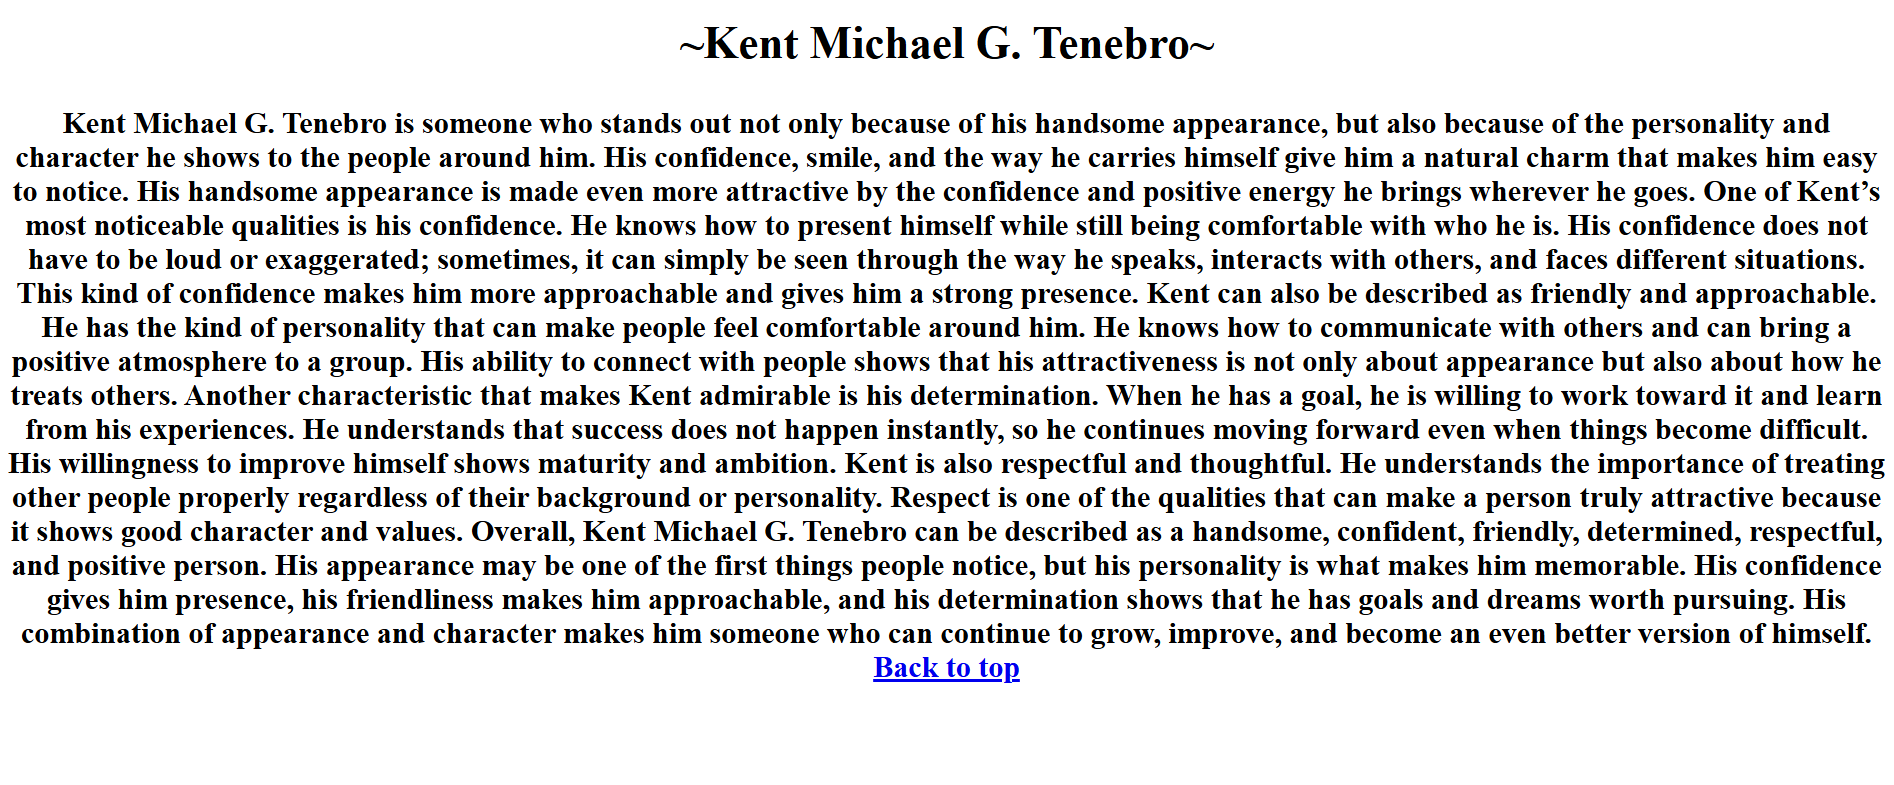 ~Kent Michael G. Tenebro~
Kent Michael G. Tenebro is someone who stands out not only because of his handsome appearance, but also because of the personality and
character he shows to the people around him. His confidence, smile, and the way he carries himself give him a natural charm that makes him easy
to notice. His handsome appearance is made even more attractive by the confidence and positive energy he brings wherever he goes. One of Kent’s
most noticeable qualities is his confidence. He knows how to present himself while still being comfortable with who he is. His confidence does not
have to be loud or exaggerated; sometimes, it can simply be seen through the way he speaks, interacts with others, and faces different situations.
This kind of confidence makes him more approachable and gives him a strong presence. Kent can also be described as friendly and approachable.
He has the kind of personality that can make people feel comfortable around him. He knows how to communicate with others and can bring a
positive atmosphere to a group. His ability to connect with people shows that his attractiveness is not only about appearance but also about how he
treats others. Another characteristic that makes Kent admirable is his determination. When he has a goal, he is willing to work toward it and learn
from his experiences. He understands that success does not happen instantly, so he continues moving forward even when things become difficult.
His willingness to improve himself shows maturity and ambition. Kent is also respectful and thoughtful. He understands the importance of treating
other people properly regardless of their background or personality. Respect is one of the qualities that can make a person truly attractive because
it shows good character and values. Overall, Kent Michael G. Tenebro can be described as a handsome, confident, friendly, determined, respectful,
and positive person. His appearance may be one of the first things people notice, but his personality is what makes him memorable. His confidence
gives him presence, his friendliness makes him approachable, and his determination shows that he has goals and dreams worth pursuing. His
combination of appearance and character makes him someone who can continue to grow, improve, and become an even better version of himself.
Back to top